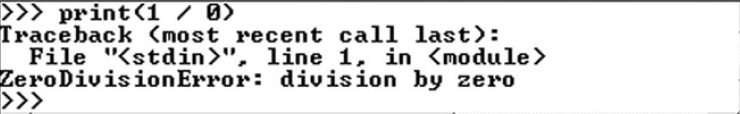 >>> print(1 / 0)
Traceback (most recent call last):
  File "<stdin>", line 1, in <module>
ZeroDivisionError: division by zero
>>>